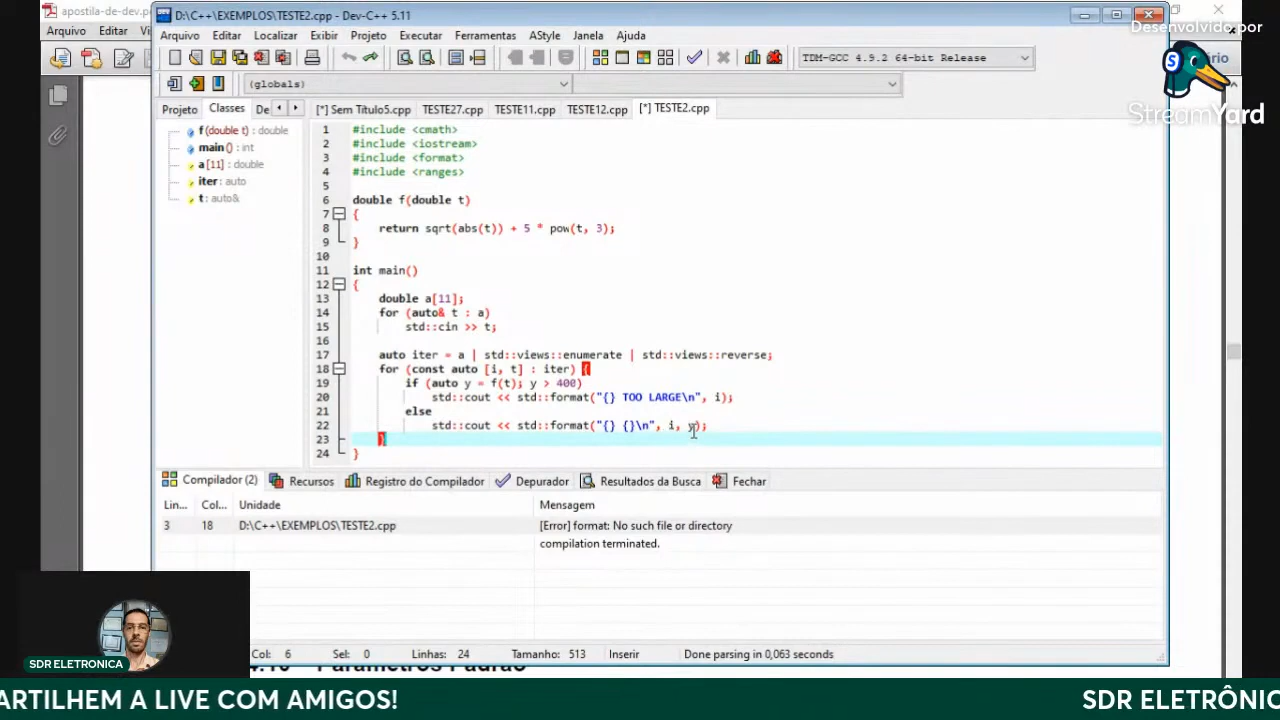 apostila-de-dev.p
Arquivo Editar Vi
D:\C++\EXEMPLOS\TESTE2.cpp - Dev-C++ 5.11
Desenvolvido por
StreamYard
Arquivo Editar Localizar Exibir Projeto Executar Ferramentas AStyle Janela Ajuda
TDM-GCC 4.9.2 64-bit Release
(globals)
Projeto Classes De
[*] Sem Título5.cpp TESTE27.cpp TESTE11.cpp TESTE12.cpp [*] TESTE2.cpp
f (double t) : double
main () : int
a [11] : double
iter : auto
t : auto&
1 #include <cmath>
2 #include <iostream>
3 #include <format>
4 #include <ranges>
5
6 double f(double t)
7 {
8 return sqrt(abs(t)) + 5 * pow(t, 3);
9 }
10
11 int main()
12 {
13 double a[11];
14 for (auto& t : a)
15 std::cin >> t;
16
17 auto iter = a | std::views::enumerate | std::views::reverse;
18 for (const auto [i, t] : iter) {
19 if (auto y = f(t); y > 400)
20 std::cout << std::format("{} TOO LARGE\n", i);
21 else
22 std::cout << std::format("{} {}\n", i, y);
23 }
24 }
Compilador (2) Recursos Registro do Compilador Depurador Resultados da Busca Fechar
Lin... Col... Unidade Mensagem
3 18 D:\C++\EXEMPLOS\TESTE2.cpp [Error] format: No such file or directory
compilation terminated.
Col: 6 Sel: 0 Linhas: 24 Tamanho: 513 Inserir Done parsing in 0,063 seconds
SDR ELETRONICA
Parâmetros Padrão
ARTILHEM A LIVE COM AMIGOS! SDR ELETRÔNIC